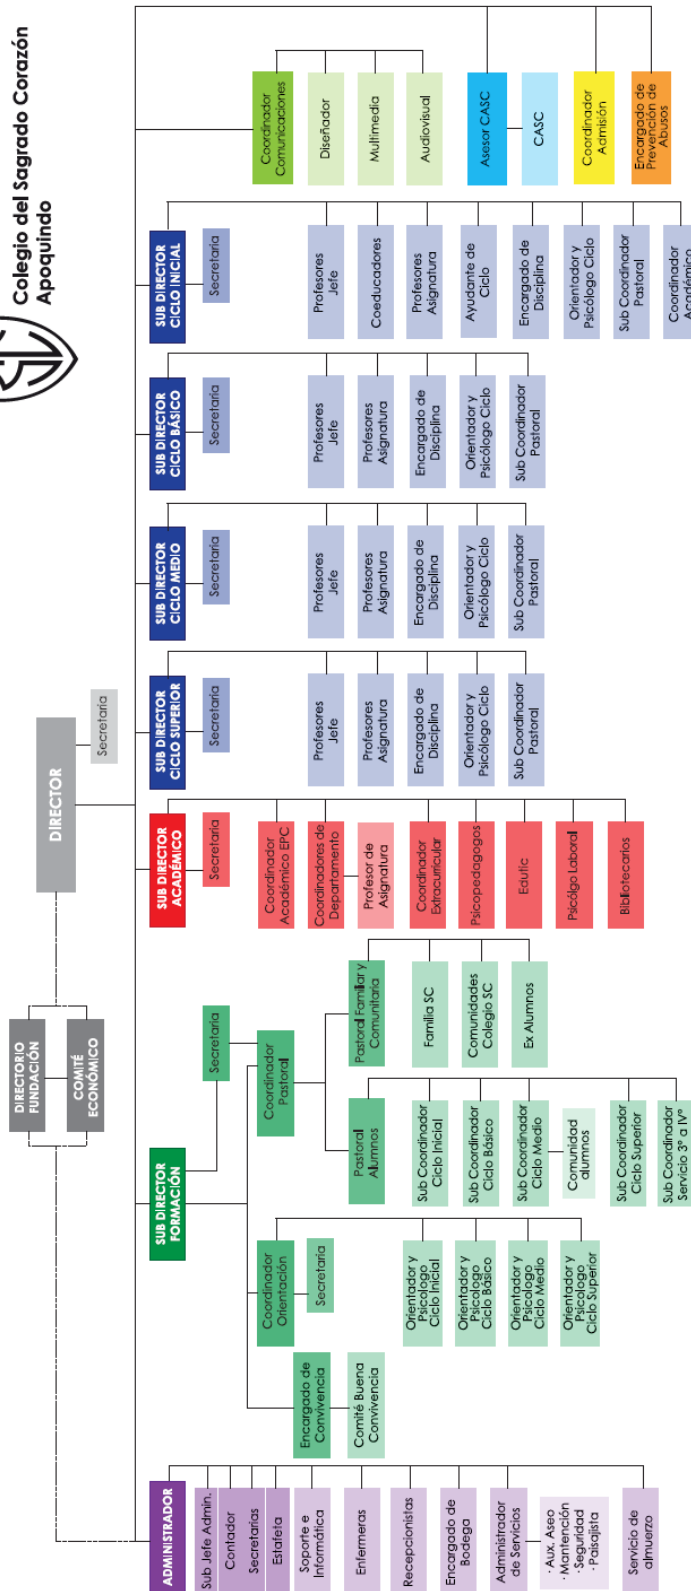 Colegio del Sagrado Corazón
Apoquindo
DIRECTORIO
FUNDACIÓN
COMITÉ
ECONÓMICO
DIRECTOR
Secretaria
ADMINISTRADOR
Sub Jefe Admin.
Contador
Secretarias
Estafeta
Soporte e
Informática
Enfermeras
Recepcionistas
Encargado de
Bodega
Administrador
de Servicios
· Aux. Aseo
· Mantención
· Seguridad
· Paisajista
Servicio de
almuerzo
SUB DIRECTOR
FORMACIÓN
Secretaria
Encargado de
Convivencia
Comité Buena
Convivencia
Coordinador
Orientación
Secretaria
Orientador y
Psicologo
Ciclo Inicial
Orientador y
Psicologo
Ciclo Basico
Orientador y
Psicologo
Ciclo Medio
Orientador y
Psicologo
Ciclo Superior
Coordinador
Pastoral
Pastoral
Alumnos
Sub Coordinador
Ciclo Inicial
Sub Coordinador
Ciclo Básico
Sub Coordinador
Ciclo Medio
Comunidad
alumnos
Sub Coordinador
Ciclo Superior
Sub Coordinador
Servicio 3° a IV°
Pastoral Familiar y
Comunitaria
Familia SC
Comunidades
Colegio SC
Ex Alumnos
SUB DIRECTOR
ACADÉMICO
Secretaria
Coordinador
Académico EPC
Coordinadores de
Departamento
Profesor de
Asignatura
Coordinador
Extracurricular
Psicopedagogos
Edutic
Psicólgo Laboral
Bibliotecarios
SUB DIRECTOR
CICLO SUPERIOR
Secretaria
Profesores
Jefe
Profesores
Asignatura
Encargado de
Disciplina
Orientador y
Psicólogo Ciclo
Sub Coordinador
Pastoral
SUB DIRECTOR
CICLO MEDIO
Secretaria
Profesores
Jefe
Profesores
Asignatura
Encargado de
Disciplina
Orientador y
Psicólogo Ciclo
Sub Coordinador
Pastoral
SUB DIRECTOR
CICLO BÁSICO
Secretaria
Profesores
Jefe
Profesores
Asignatura
Encargado de
Disciplina
Orientador y
Psicólogo Ciclo
Sub Coordinador
Pastoral
SUB DIRECTOR
CICLO INICIAL
Secretaria
Profesores
Jefe
Coeducadores
Profesores
Asignatura
Ayudante de
Ciclo
Encargado de
Disciplina
Orientador y
Psicólogo Ciclo
Sub Coordinador
Pastoral
Coordinador
Académico
Coordinador
Comunicaciones
Diseñador
Multimedia
Audiovisual
Asesor CASC
CASC
Coordinador
Admisión
Encargado de
Prevención de
Abusos